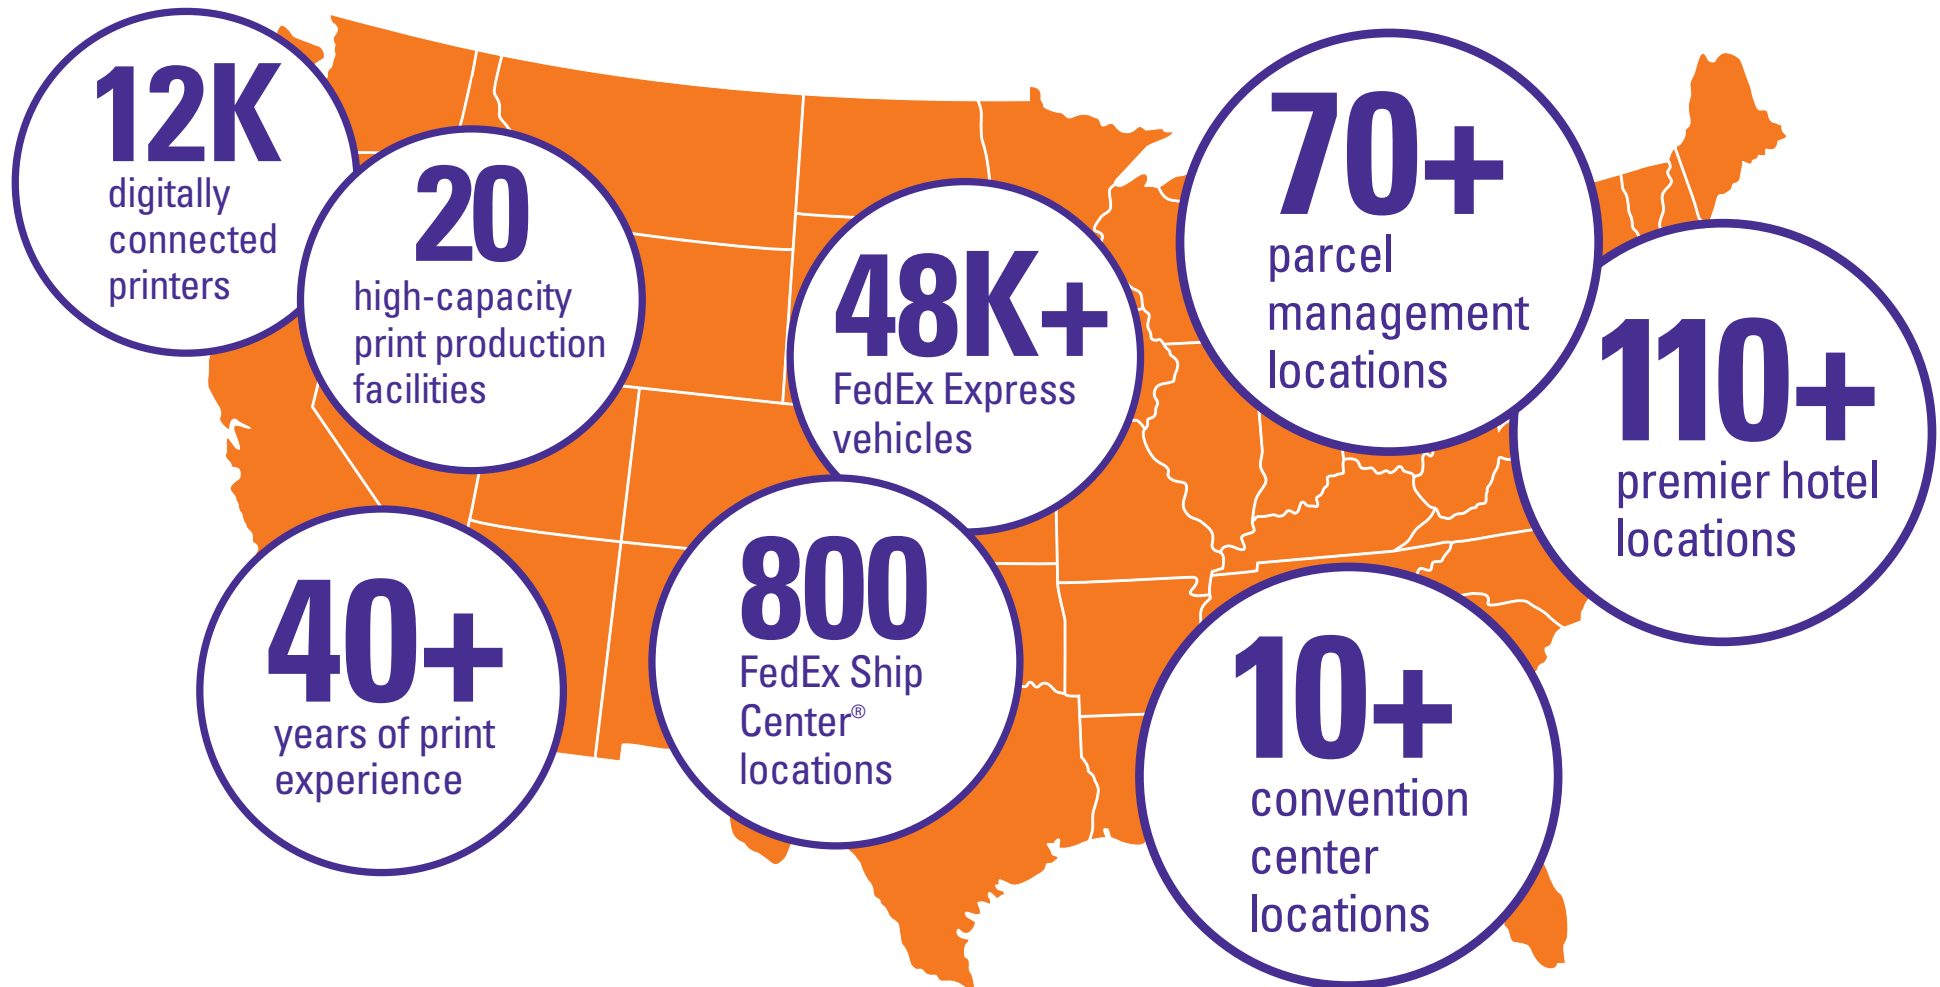 12K
digitally
connected
printers
20
high-capacity
print production
facilities
48K+
FedEx Express
vehicles
70+
parcel
management
locations
110+
premier hotel
locations
40+
years of print
experience
800
FedEx Ship
Center®
locations
10+
convention
center
locations